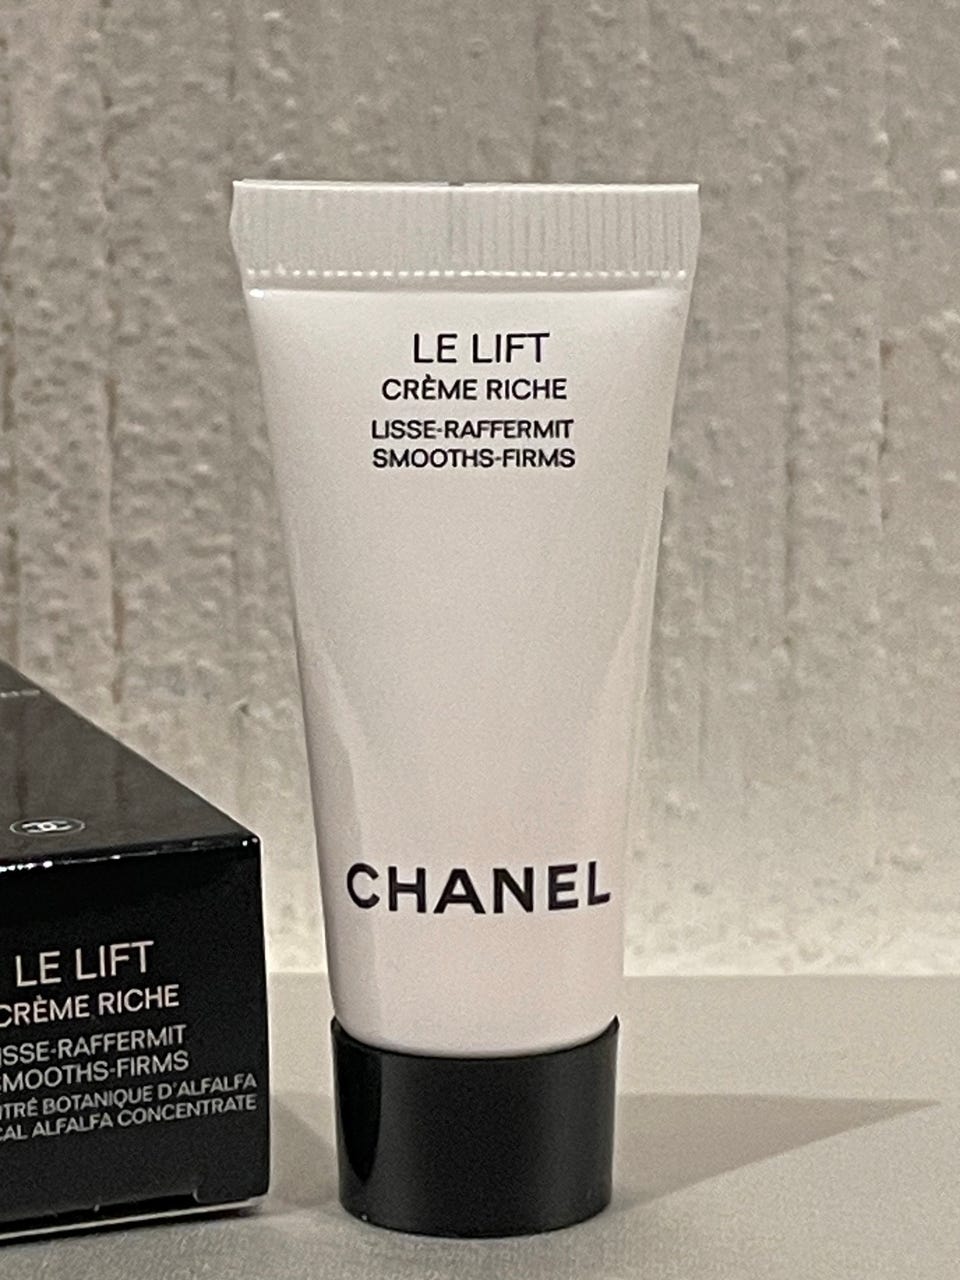 LE LIFT
CRÈME RICHE
LISSE-RAFFERMIT
SMOOTHS-FIRMS
CHANEL
LE LIFT
CRÈME RICHE
ISSE-RAFFERMIT
SMOOTHS-FIRMS
TRÉ BOTANIQUE D'ALFALFA
CAL ALFALFA CONCENTRATE